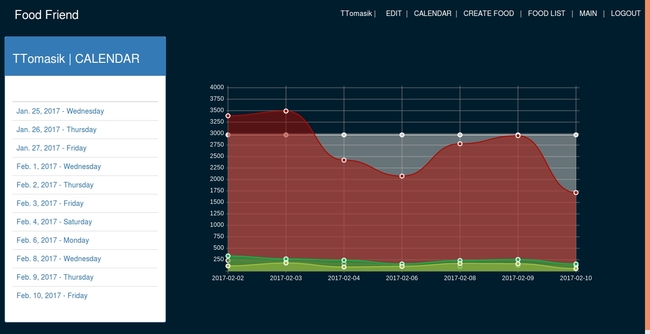 Food Friend
TTomasik | EDIT | CALENDAR | CREATE FOOD | FOOD LIST | MAIN | LOGOUT
TTomasik | CALENDAR
Jan. 25, 2017 - Wednesday
Jan. 26, 2017 - Thursday
Jan. 27, 2017 - Friday
Feb. 1, 2017 - Wednesday
Feb. 2, 2017 - Thursday
Feb. 3, 2017 - Friday
Feb. 4, 2017 - Saturday
Feb. 6, 2017 - Monday
Feb. 8, 2017 - Wednesday
Feb. 9, 2017 - Thursday
Feb. 10, 2017 - Friday
4000
3750
3500
3250
3000
2750
2500
2250
2000
1750
1500
1250
1000
750
500
250
2017-02-02 2017-02-03 2017-02-04 2017-02-06 2017-02-08 2017-02-09 2017-02-10